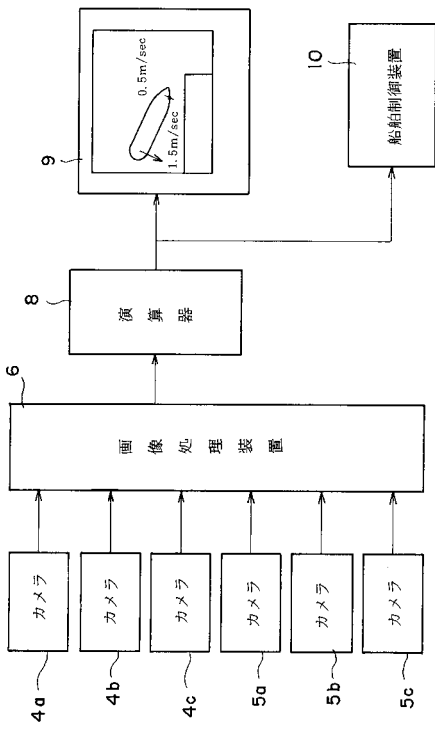 4a
カメラ
4b
カメラ
4c
カメラ
5a
カメラ
5b
カメラ
5c
カメラ
6
画像処理装置
8
演算器
9
0.5m/sec
1.5m/sec
10
船舶制御装置